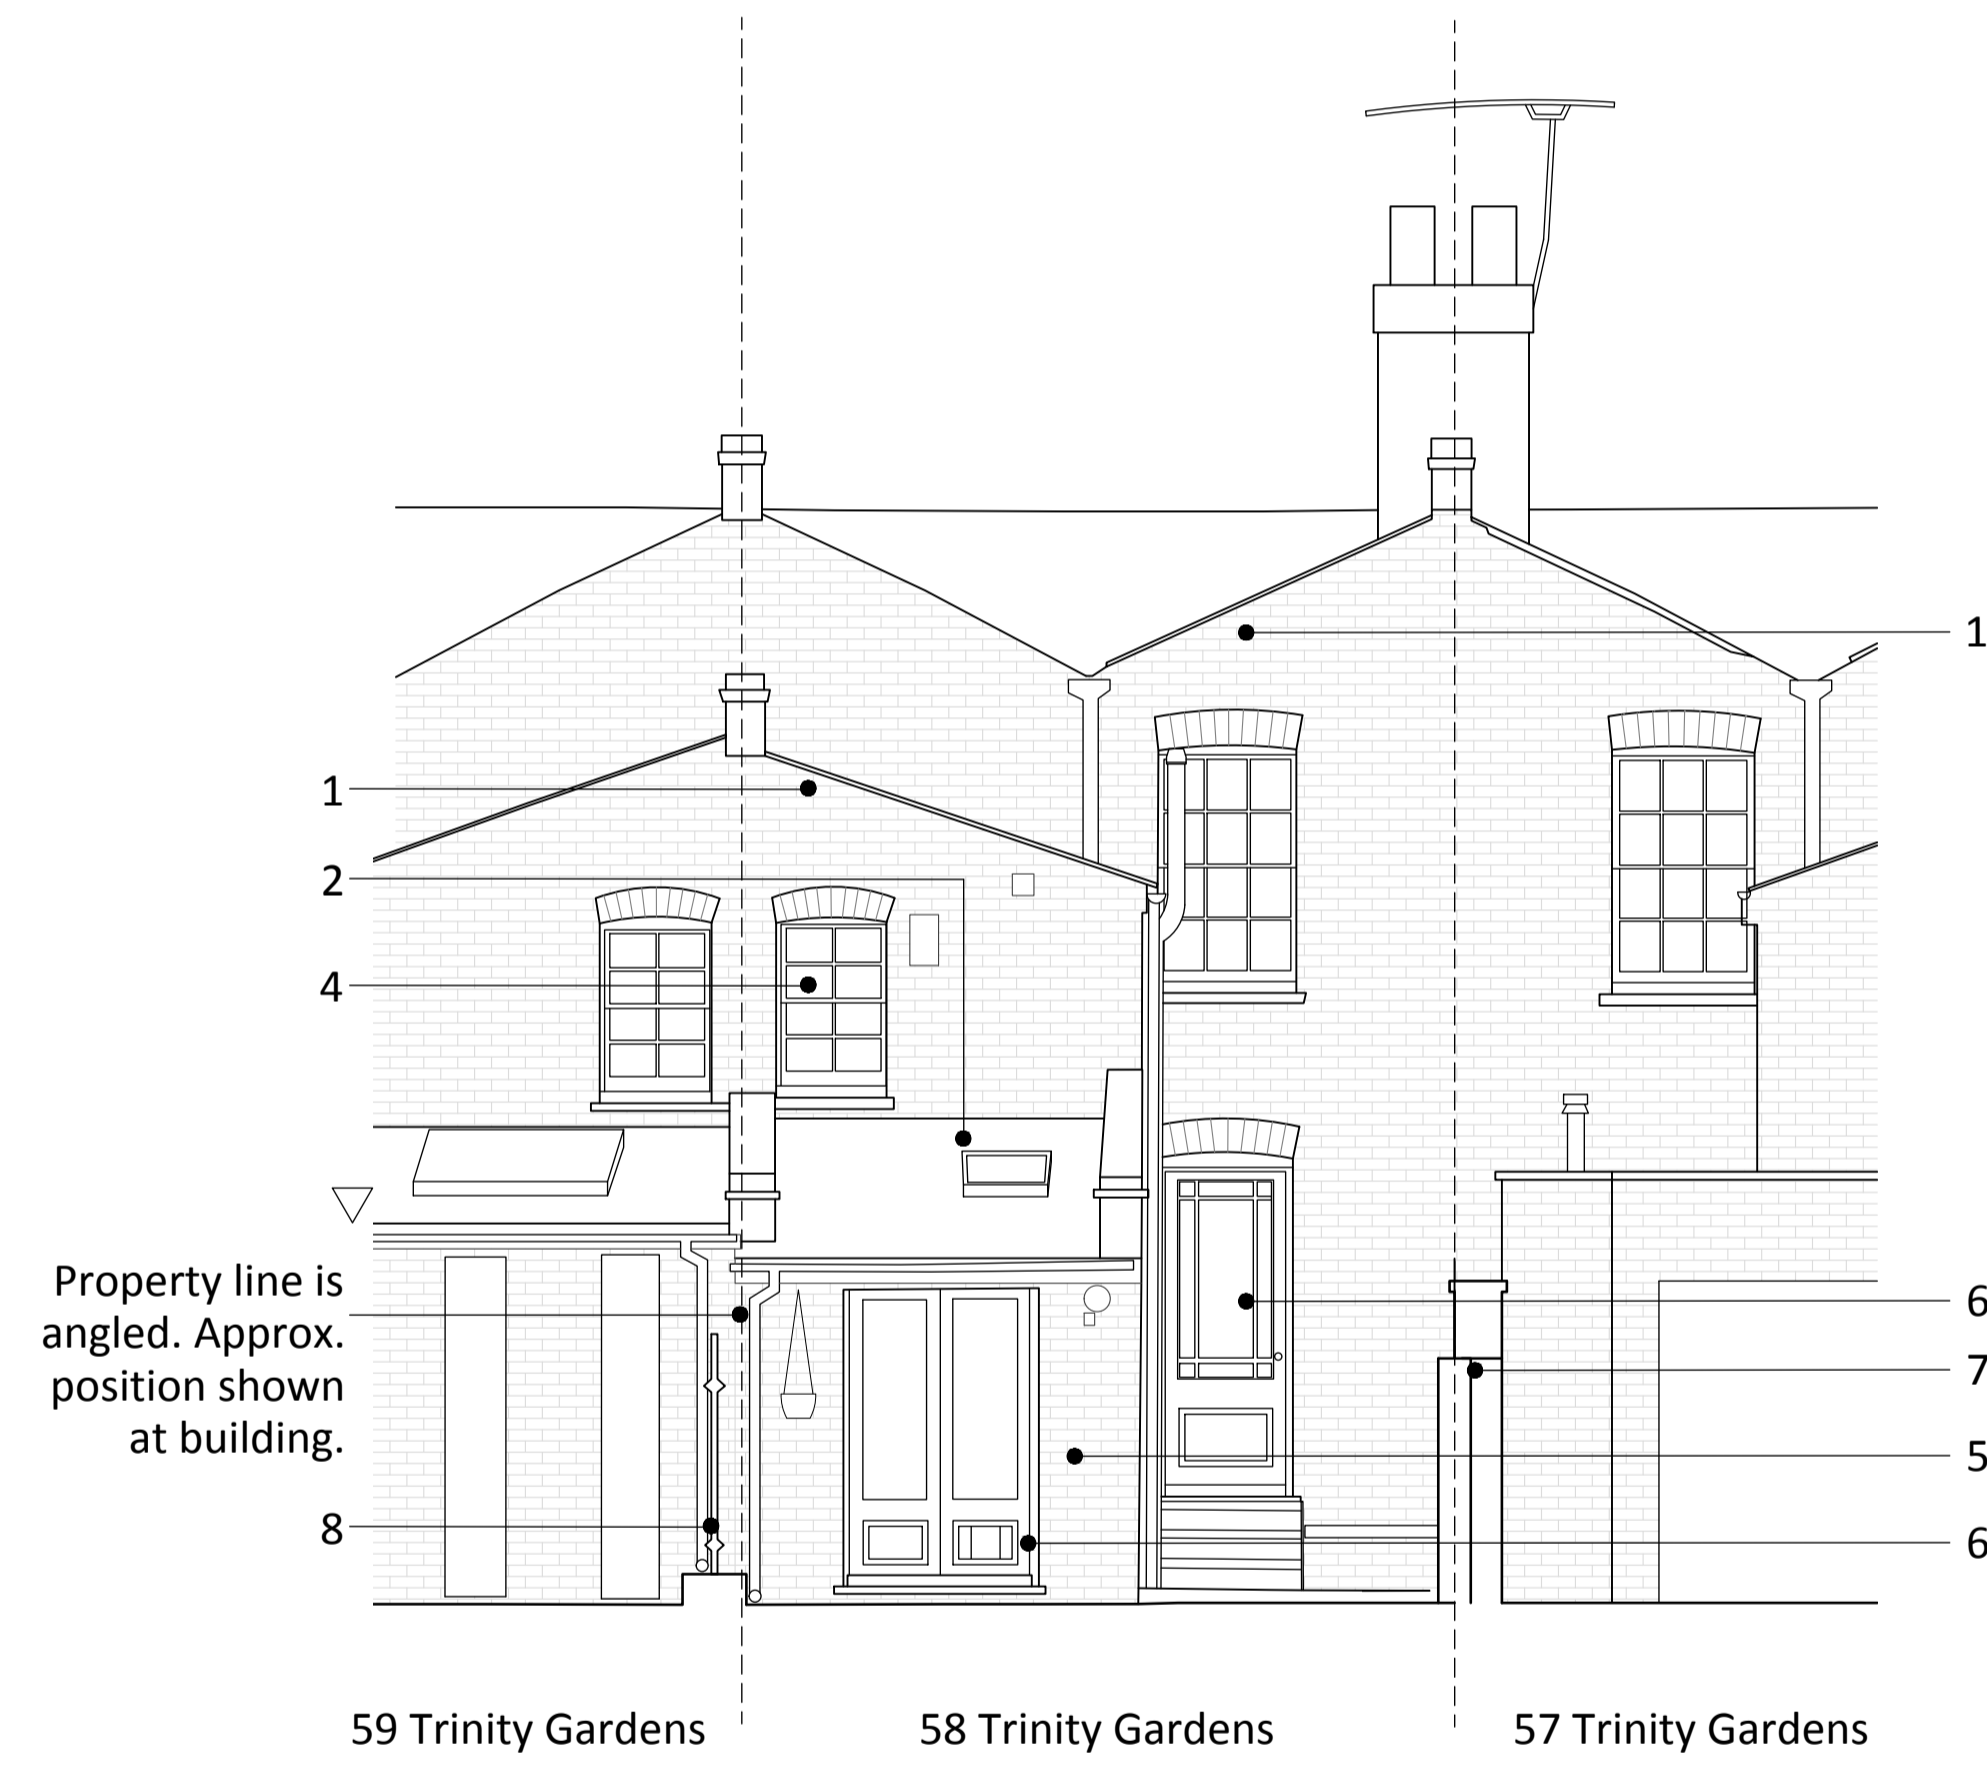 1
1
2
4
Property line is
angled. Approx.
position shown
at building.
6
7
5
8
6
59 Trinity Gardens
58 Trinity Gardens
57 Trinity Gardens